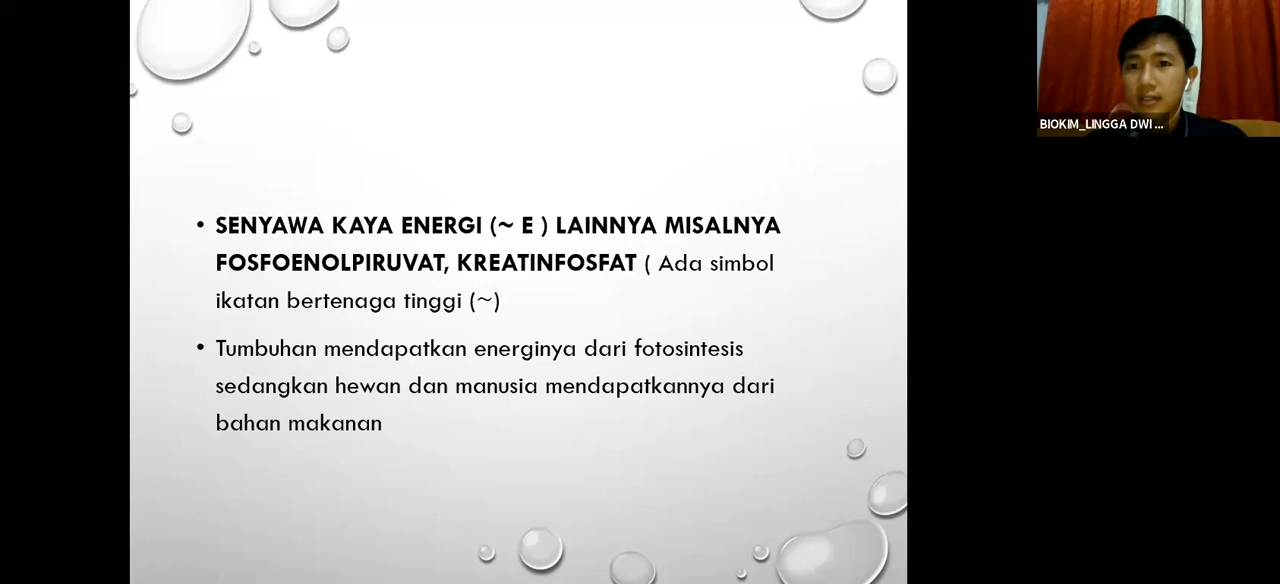 • SENYAWA KAYA ENERGI (~ E ) LAINNYA MISALNYA
FOSFOENOLPIRUVAT, KREATINFOSFAT ( Ada simbol
ikatan bertenaga tinggi (~)
• Tumbuhan mendapatkan energinya dari fotosintesis
sedangkan hewan dan manusia mendapatkannya dari
bahan makanan
BIOKIM_LINGGA DWI ...